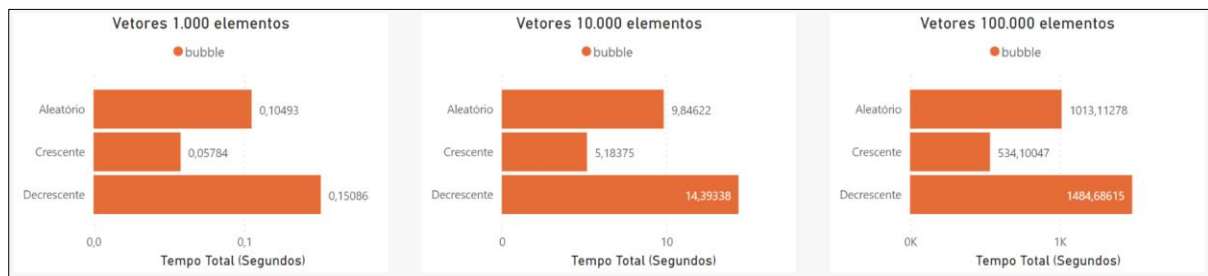 Vetores 1.000 elementos
bubble
Aleatório 0,10493
Crescente 0,05784
Decrescente 0,15086
0,0 0,1
Tempo Total (Segundos)
Vetores 10.000 elementos
bubble
Aleatório 9,84622
Crescente 5,18375
Decrescente 14,39338
0 10
Tempo Total (Segundos)
Vetores 100.000 elementos
bubble
Aleatório 1013,11278
Crescente 534,10047
Decrescente 1484,68615
0K 1K
Tempo Total (Segundos)